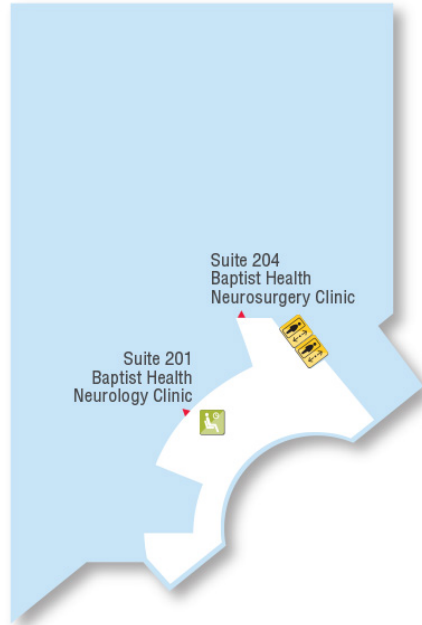 Suite 204
Baptist Health
Neurosurgery Clinic
Suite 201
Baptist Health
Neurology Clinic